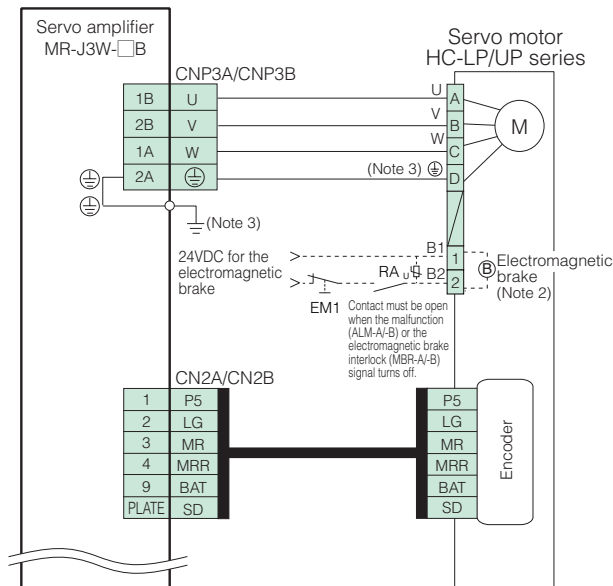 Servo amplifier
MR-J3W-□B
Servo motor
HC-LP/UP series
CNP3A/CNP3B
1B U
2B V
1A W
2A
U
V
W
(Note 3)
A
B
C
D
M
(Note 3)
24VDC for the
electromagnetic
brake
B1
1
RA
U
B2
2
B
Electromagnetic
brake
(Note 2)
EM1
Contact must be open
when the malfunction
(ALM-A/-B) or the
electromagnetic brake
interlock (MBR-A/-B)
signal turns off.
CN2A/CN2B
1 P5
2 LG
3 MR
4 MRR
9 BAT
PLATE SD
P5
LG
MR
MRR
BAT
SD
Encoder